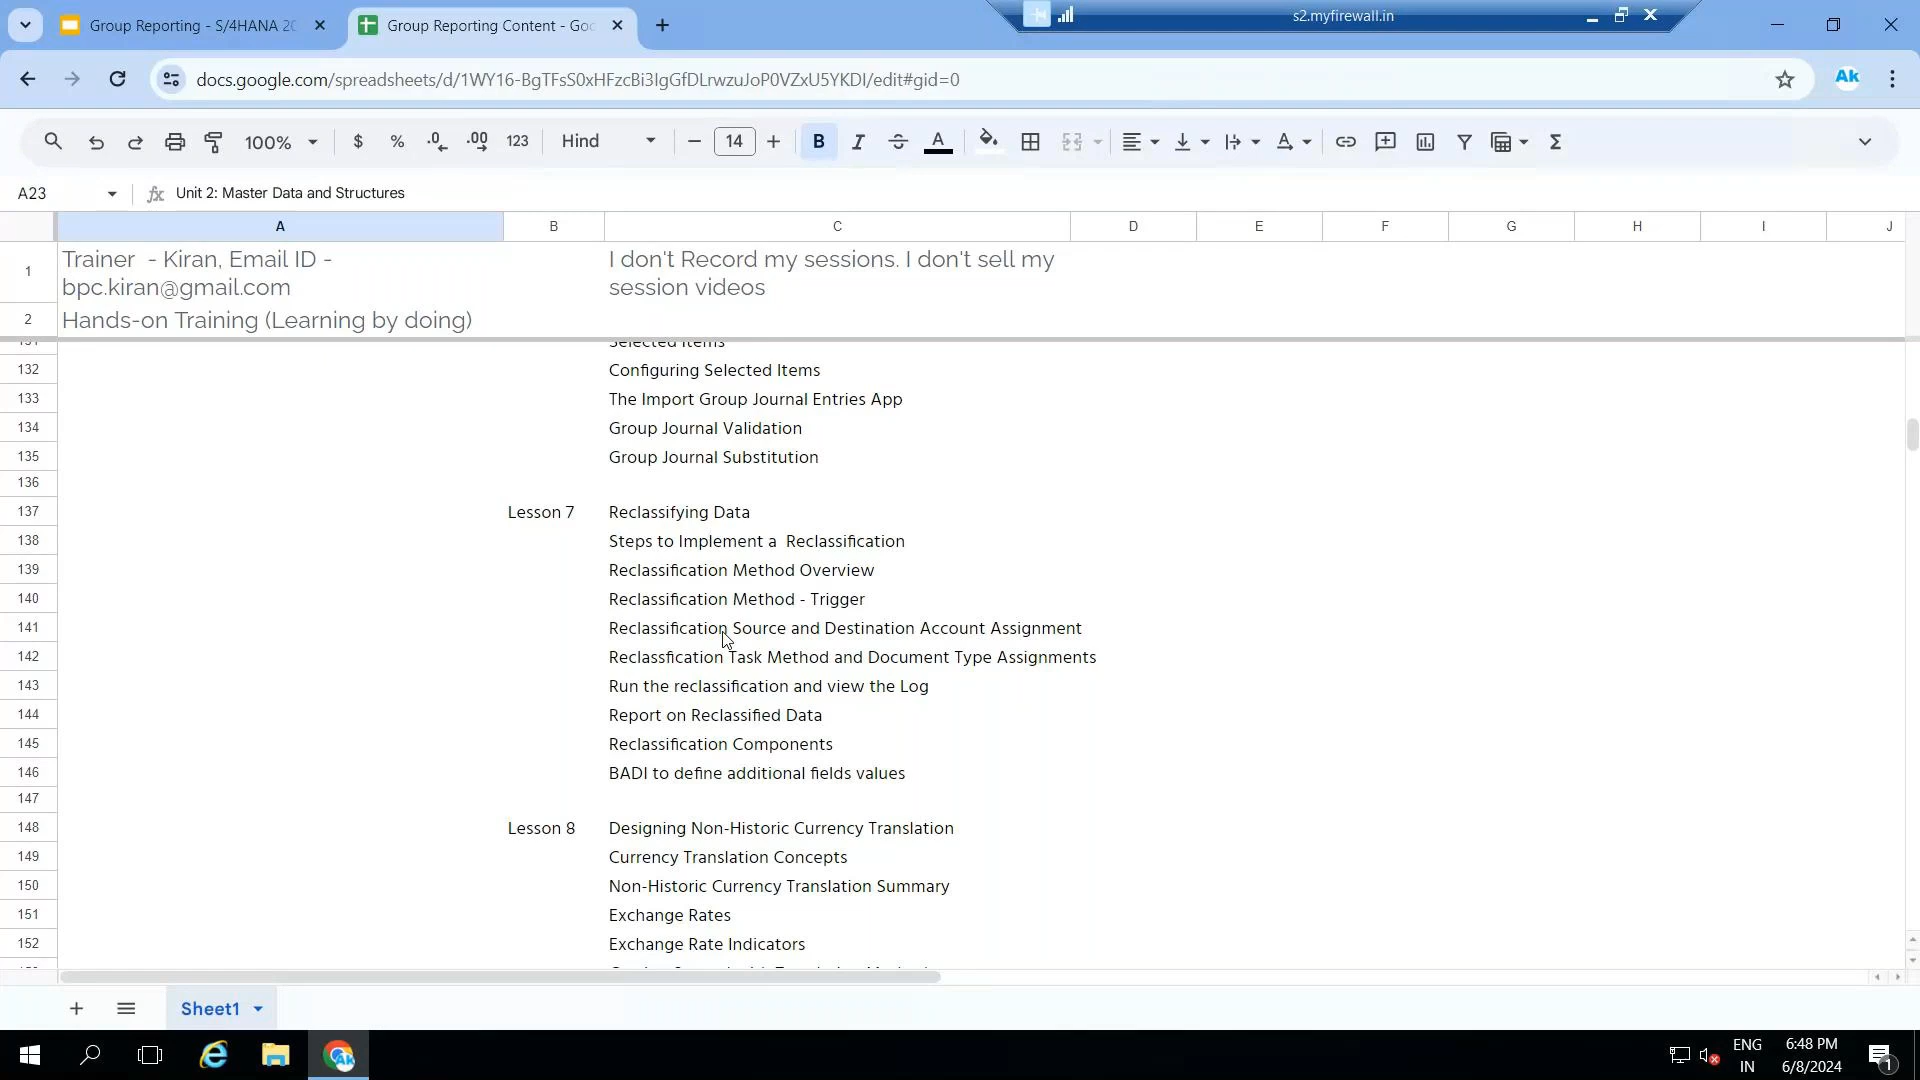 Group Reporting - S/4HANA 20
Group Reporting Content - Goo
s2.myfirewall.in
docs.google.com/spreadsheets/d/1WY16-BgTFsS0xHFzcBi3IgGfDLrwzuJoP0VZxU5YKDI/edit#gid=0
Ak
100% $ % .0 .00 123 Hind 14 B I A A Σ
A23 fx Unit 2: Master Data and Structures
A B C D E F G H I J
1 Trainer - Kiran, Email ID - I don't Record my sessions. I don't sell my
bpc.kiran@gmail.com session videos
2 Hands-on Training (Learning by doing)
131 Selected Items
132 Configuring Selected Items
133 The Import Group Journal Entries App
134 Group Journal Validation
135 Group Journal Substitution
136
137 Lesson 7 Reclassifying Data
138 Steps to Implement a  Reclassification
139 Reclassification Method Overview
140 Reclassification Method - Trigger
141 Reclassification Source and Destination Account Assignment
142 Reclassfication Task Method and Document Type Assignments
143 Run the reclassification and view the Log
144 Report on Reclassified Data
145 Reclassification Components
146 BADI to define additional fields values
147
148 Lesson 8 Designing Non-Historic Currency Translation
149 Currency Translation Concepts
150 Non-Historic Currency Translation Summary
151 Exchange Rates
152 Exchange Rate Indicators
Sheet1
ENG 6:48 PM
IN 6/8/2024 1